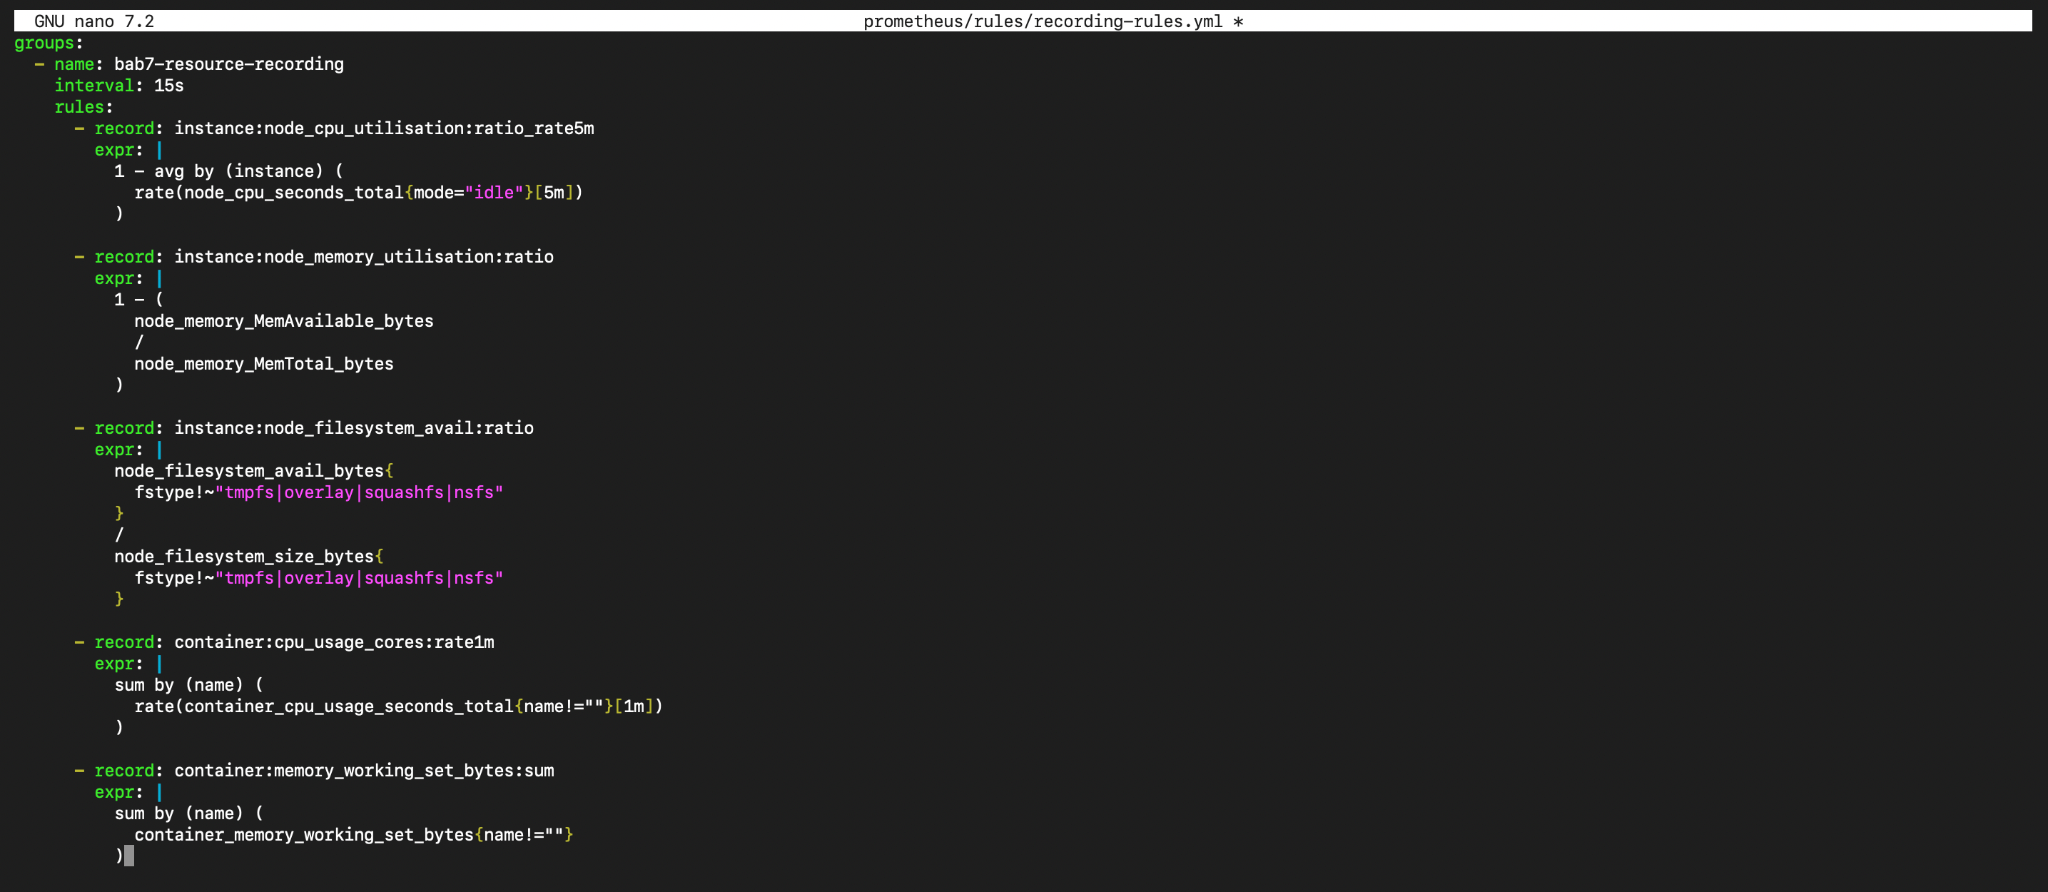 GNU nano 7.2 prometheus/rules/recording-rules.yml *
groups:
  - name: bab7-resource-recording
    interval: 15s
    rules:
      - record: instance:node_cpu_utilisation:ratio_rate5m
        expr: |
          1 - avg by (instance) (
            rate(node_cpu_seconds_total{mode="idle"}[5m])
          )

      - record: instance:node_memory_utilisation:ratio
        expr: |
          1 - (
            node_memory_MemAvailable_bytes
            /
            node_memory_MemTotal_bytes
          )

      - record: instance:node_filesystem_avail:ratio
        expr: |
          node_filesystem_avail_bytes{
            fstype!~"tmpfs|overlay|squashfs|nsfs"
          }
          /
          node_filesystem_size_bytes{
            fstype!~"tmpfs|overlay|squashfs|nsfs"
          }

      - record: container:cpu_usage_cores:rate1m
        expr: |
          sum by (name) (
            rate(container_cpu_usage_seconds_total{name!=""}[1m])
          )

      - record: container:memory_working_set_bytes:sum
        expr: |
          sum by (name) (
            container_memory_working_set_bytes{name!=""}
          )